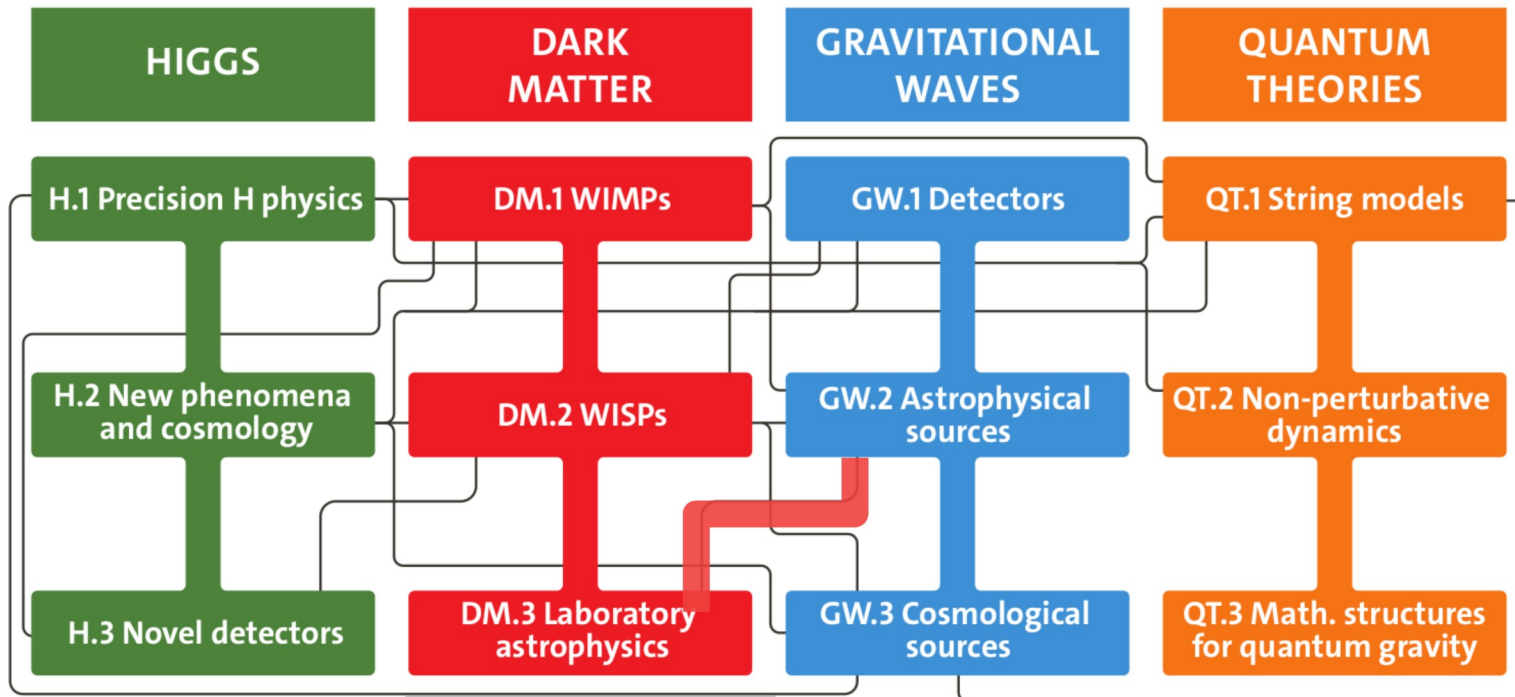 HIGGS
DARK
MATTER
GRAVITATIONAL
WAVES
QUANTUM
THEORIES
H.1 Precision H physics
DM.1 WIMPs
GW.1 Detectors
QT.1 String models
H.2 New phenomena
and cosmology
DM.2 WISPs
GW.2 Astrophysical
sources
QT.2 Non-perturbative
dynamics
H.3 Novel detectors
DM.3 Laboratory
astrophysics
GW.3 Cosmological
sources
QT.3 Math. structures
for quantum gravity